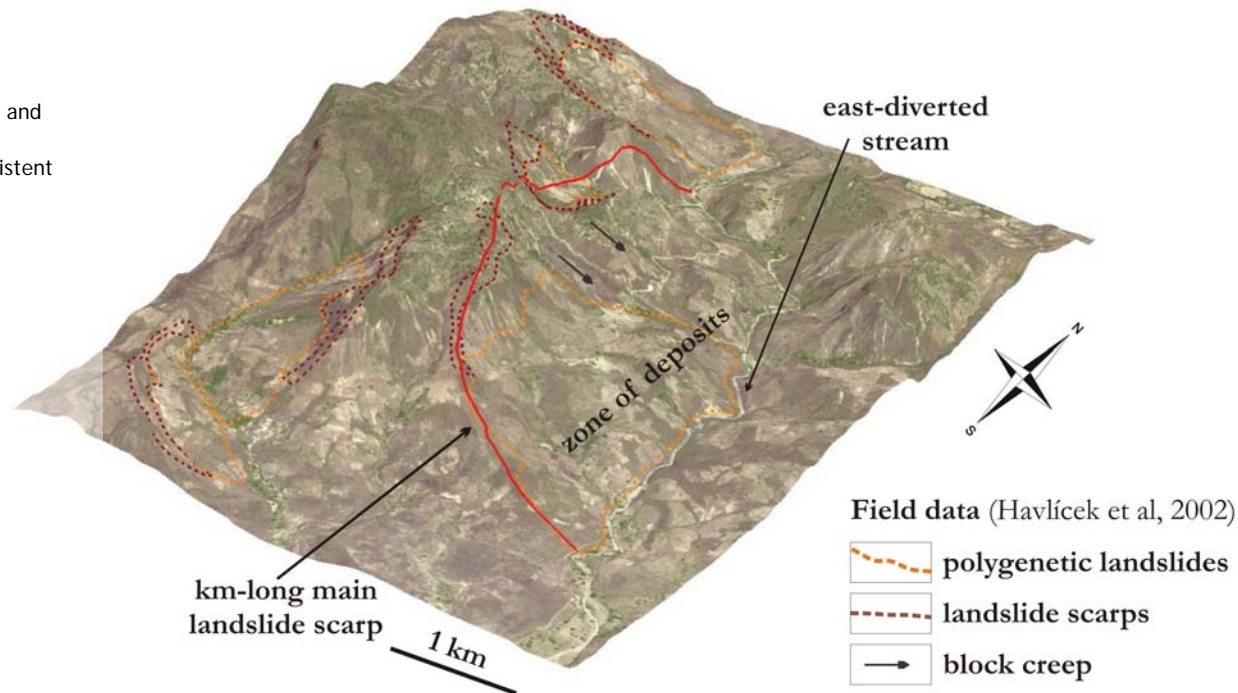 and
istent
east-diverted
stream
zone of deposits
N
S
km-long main
landslide scarp
1 km
Field data (Havlícek et al, 2002)
polygenetic landslides
landslide scarps
block creep